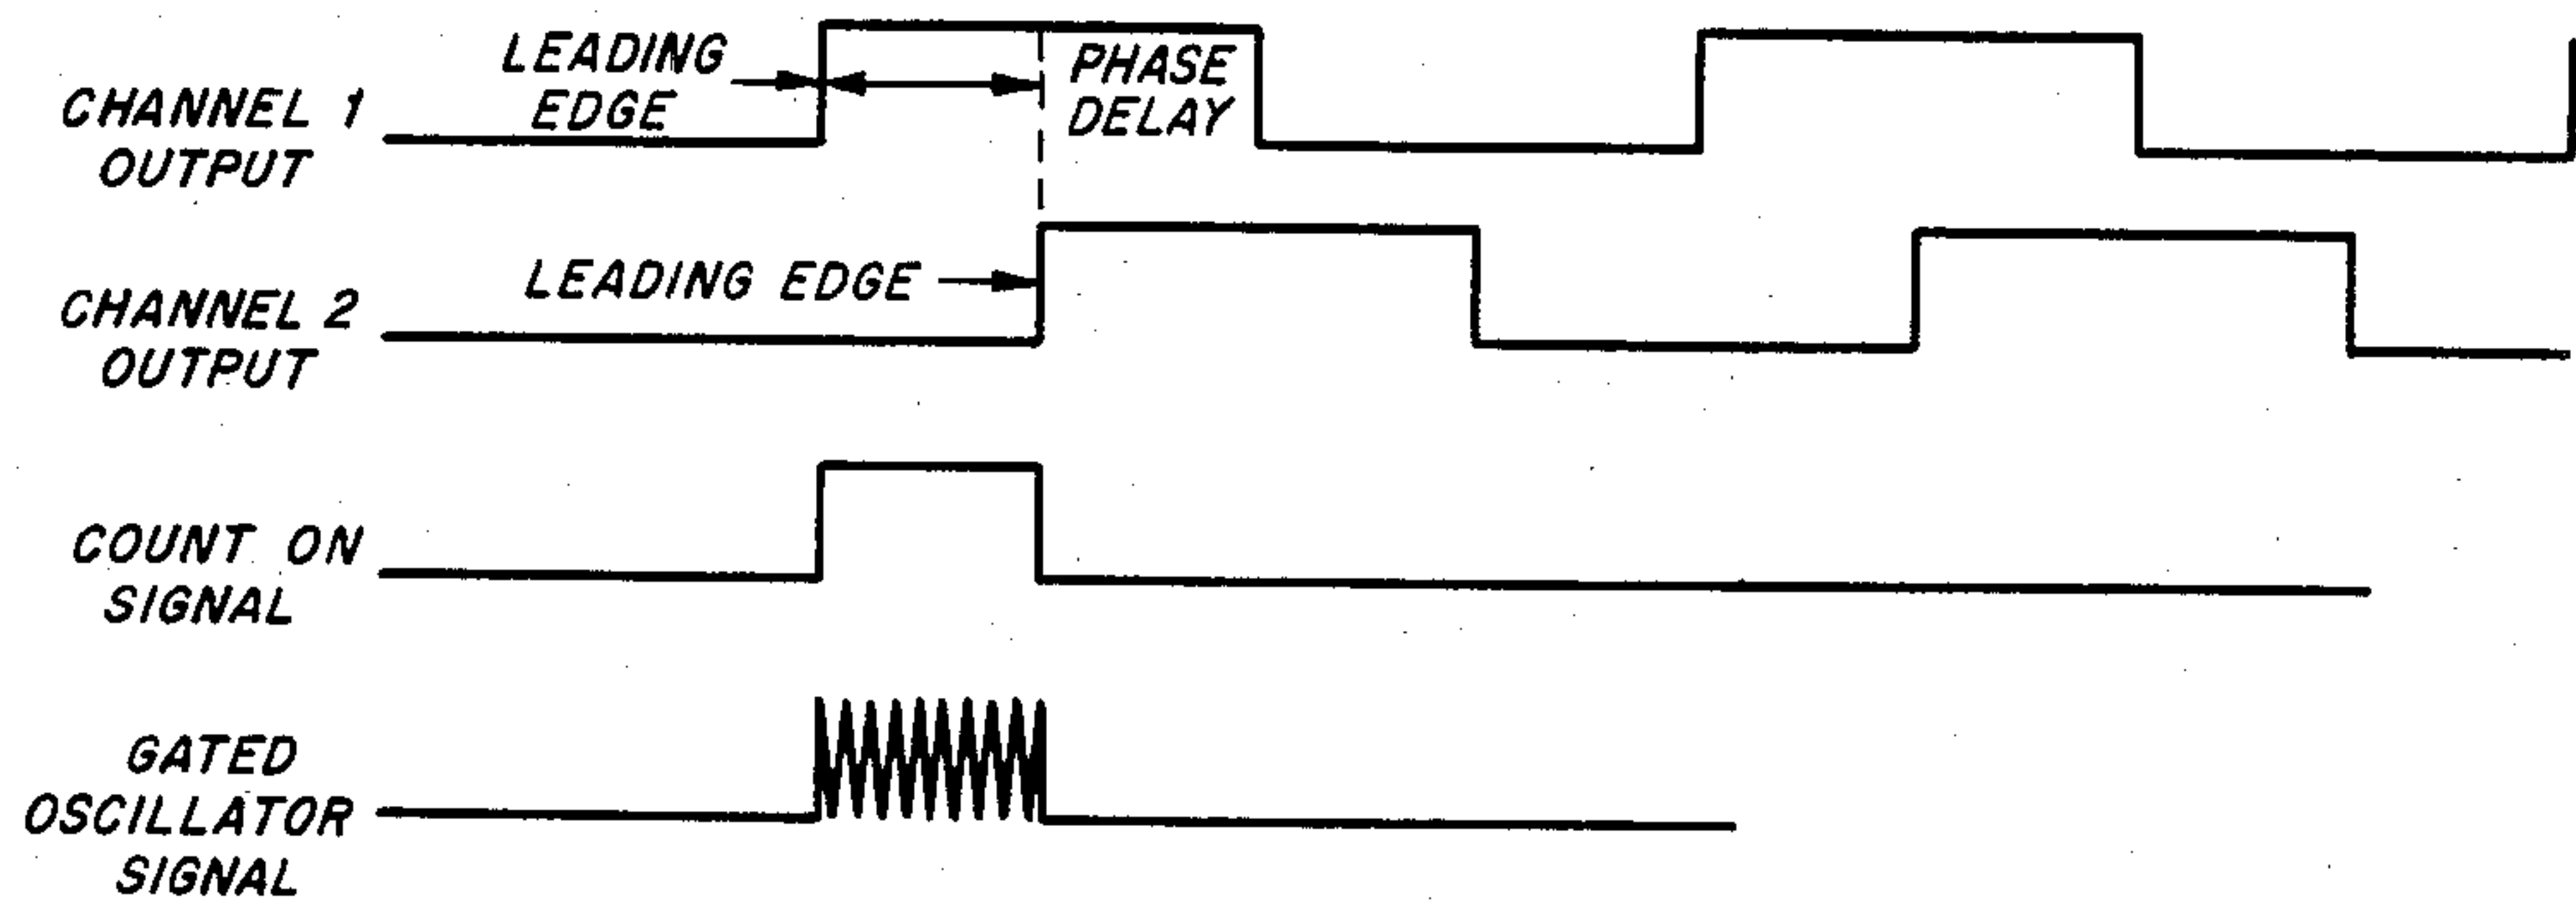 LEADING
EDGE
PHASE
DELAY
CHANNEL 1
OUTPUT
LEADING EDGE
CHANNEL 2
OUTPUT
COUNT ON
SIGNAL
GATED
OSCILLATOR
SIGNAL